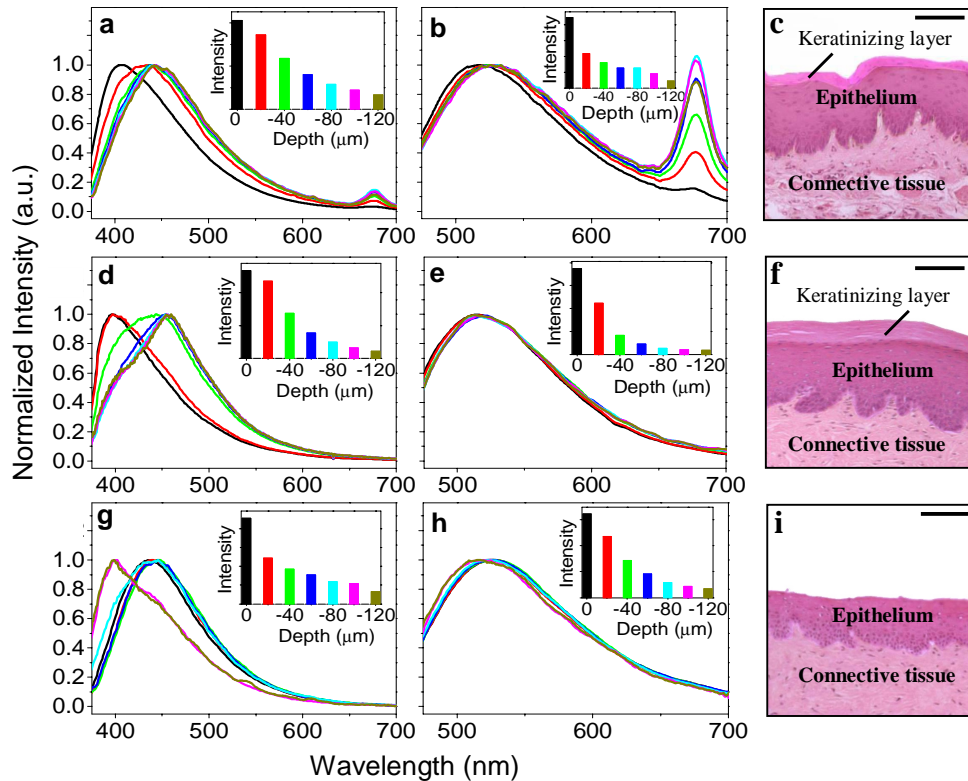 Normalized Intensity (a.u.)
Wavelength (nm)
a
1.0
0.8
0.6
0.4
0.2
0.0
400
500
600
700
Intensity
0
-40
-80
-120
Depth (μm)
b
500
600
700
Intensity
0
-40
-80
-120
Depth (μm)
c
Keratinizing layer
Epithelium
Connective tissue
d
1.0
0.8
0.6
0.4
0.2
0.0
400
500
600
700
Intenstiy
0
-40
-80
-120
Depth (μm)
e
500
600
700
Intenstiy
0
-40
-80
-120
Depth (μm)
f
Keratinizing layer
Epithelium
Connective tissue
g
1.0
0.8
0.6
0.4
0.2
0.0
400
500
600
700
Intensity
0
-40
-80
-120
Depth (μm)
h
500
600
700
Intensity
0
-40
-80
-120
Depth (μm)
i
Epithelium
Connective tissue